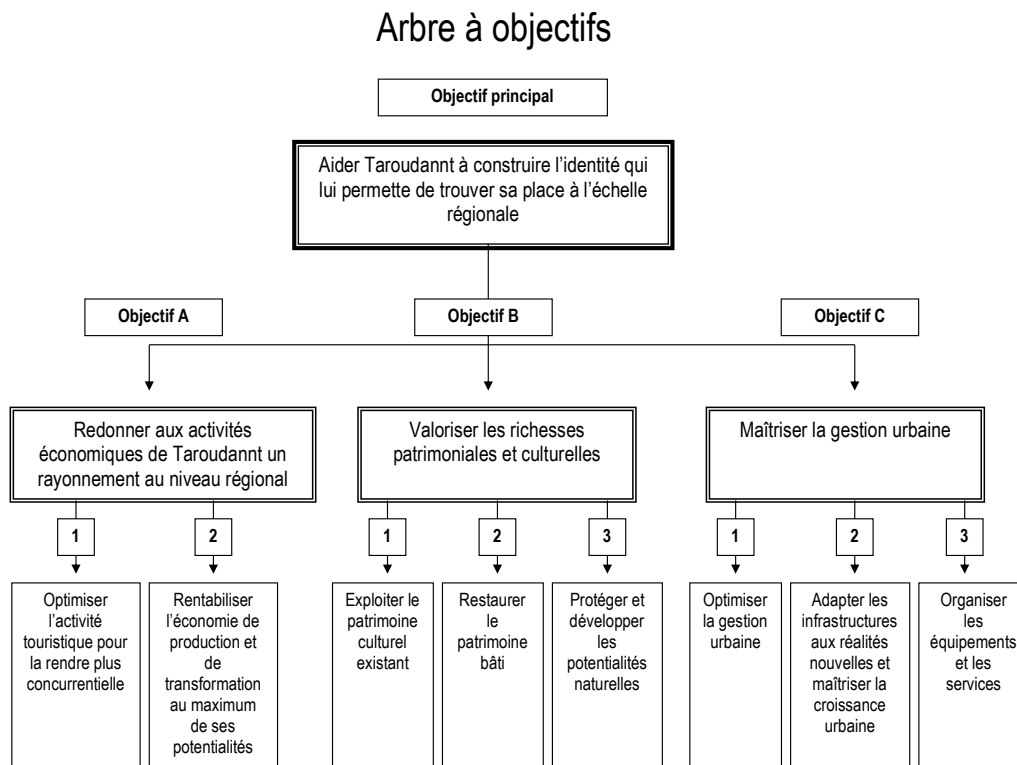 Arbre à objectifs
Objectif principal
Aider Taroudannt à construire l’identité qui
lui permette de trouver sa place à l’échelle
régionale
Objectif A
Objectif B
Objectif C
Redonner aux activités
économiques de Taroudannt un
rayonnement au niveau régional
Valoriser les richesses
patrimoniales et culturelles
Maîtriser la gestion urbaine
1
2
1
2
3
1
2
3
Optimiser
l’activité
touristique pour
la rendre plus
concurrentielle
Rentabiliser
l’économie de
production et
de
transformation
au maximum
de ses
potentialités
Exploiter le
patrimoine
culturel
existant
Restaurer
le
patrimoine
bâti
Protéger et
développer
les
potentialités
naturelles
Optimiser
la gestion
urbaine
Adapter les
infrastructures
aux réalités
nouvelles et
maîtriser la
croissance
urbaine
Organiser
les
équipements
et les
services